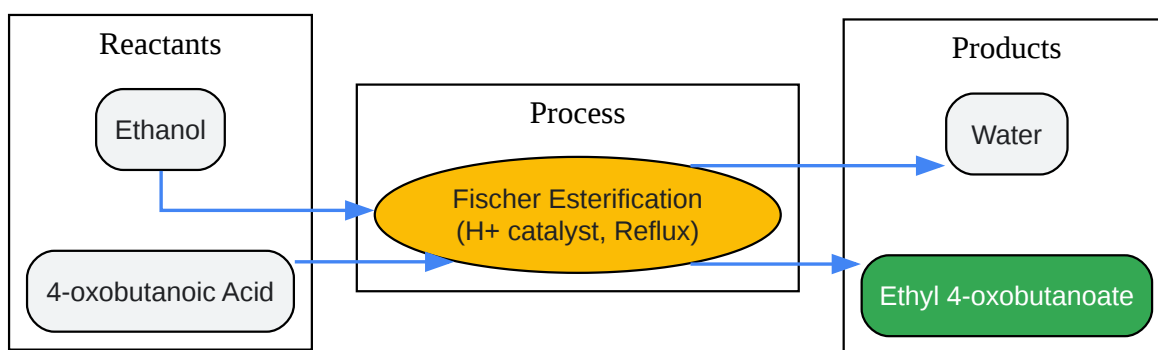 Reactants
Ethanol
4-oxobutanoic Acid
Process
Fischer Esterification
(H+ catalyst, Reflux)
Products
Water
Ethyl 4-oxobutanoate